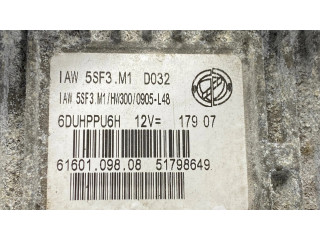 IAW 5SF3.M1 D032
IAW 5SF3.M1/HW300/0905-L48
6DUHPPU6H 12V= 179 07
61601.098.08 51798649